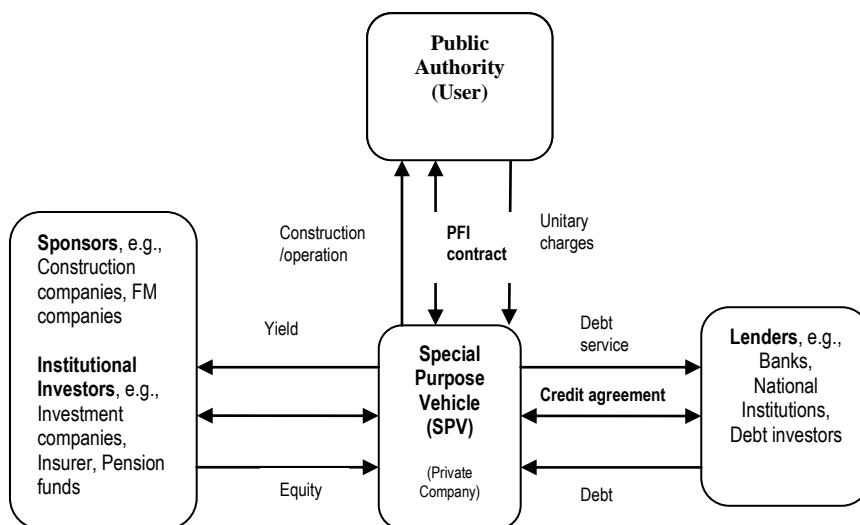 Public
Authority
(User)
Construction
/operation
PFI
contract
Unitary
charges
Sponsors, e.g.,
Construction
companies, FM
companies
Institutional
Investors, e.g.,
Investment
companies,
Insurer, Pension
funds
Yield
Equity
Special
Purpose
Vehicle
(SPV)
(Private
Company)
Debt
service
Credit agreement
Debt
Lenders, e.g.,
Banks,
National
Institutions,
Debt investors